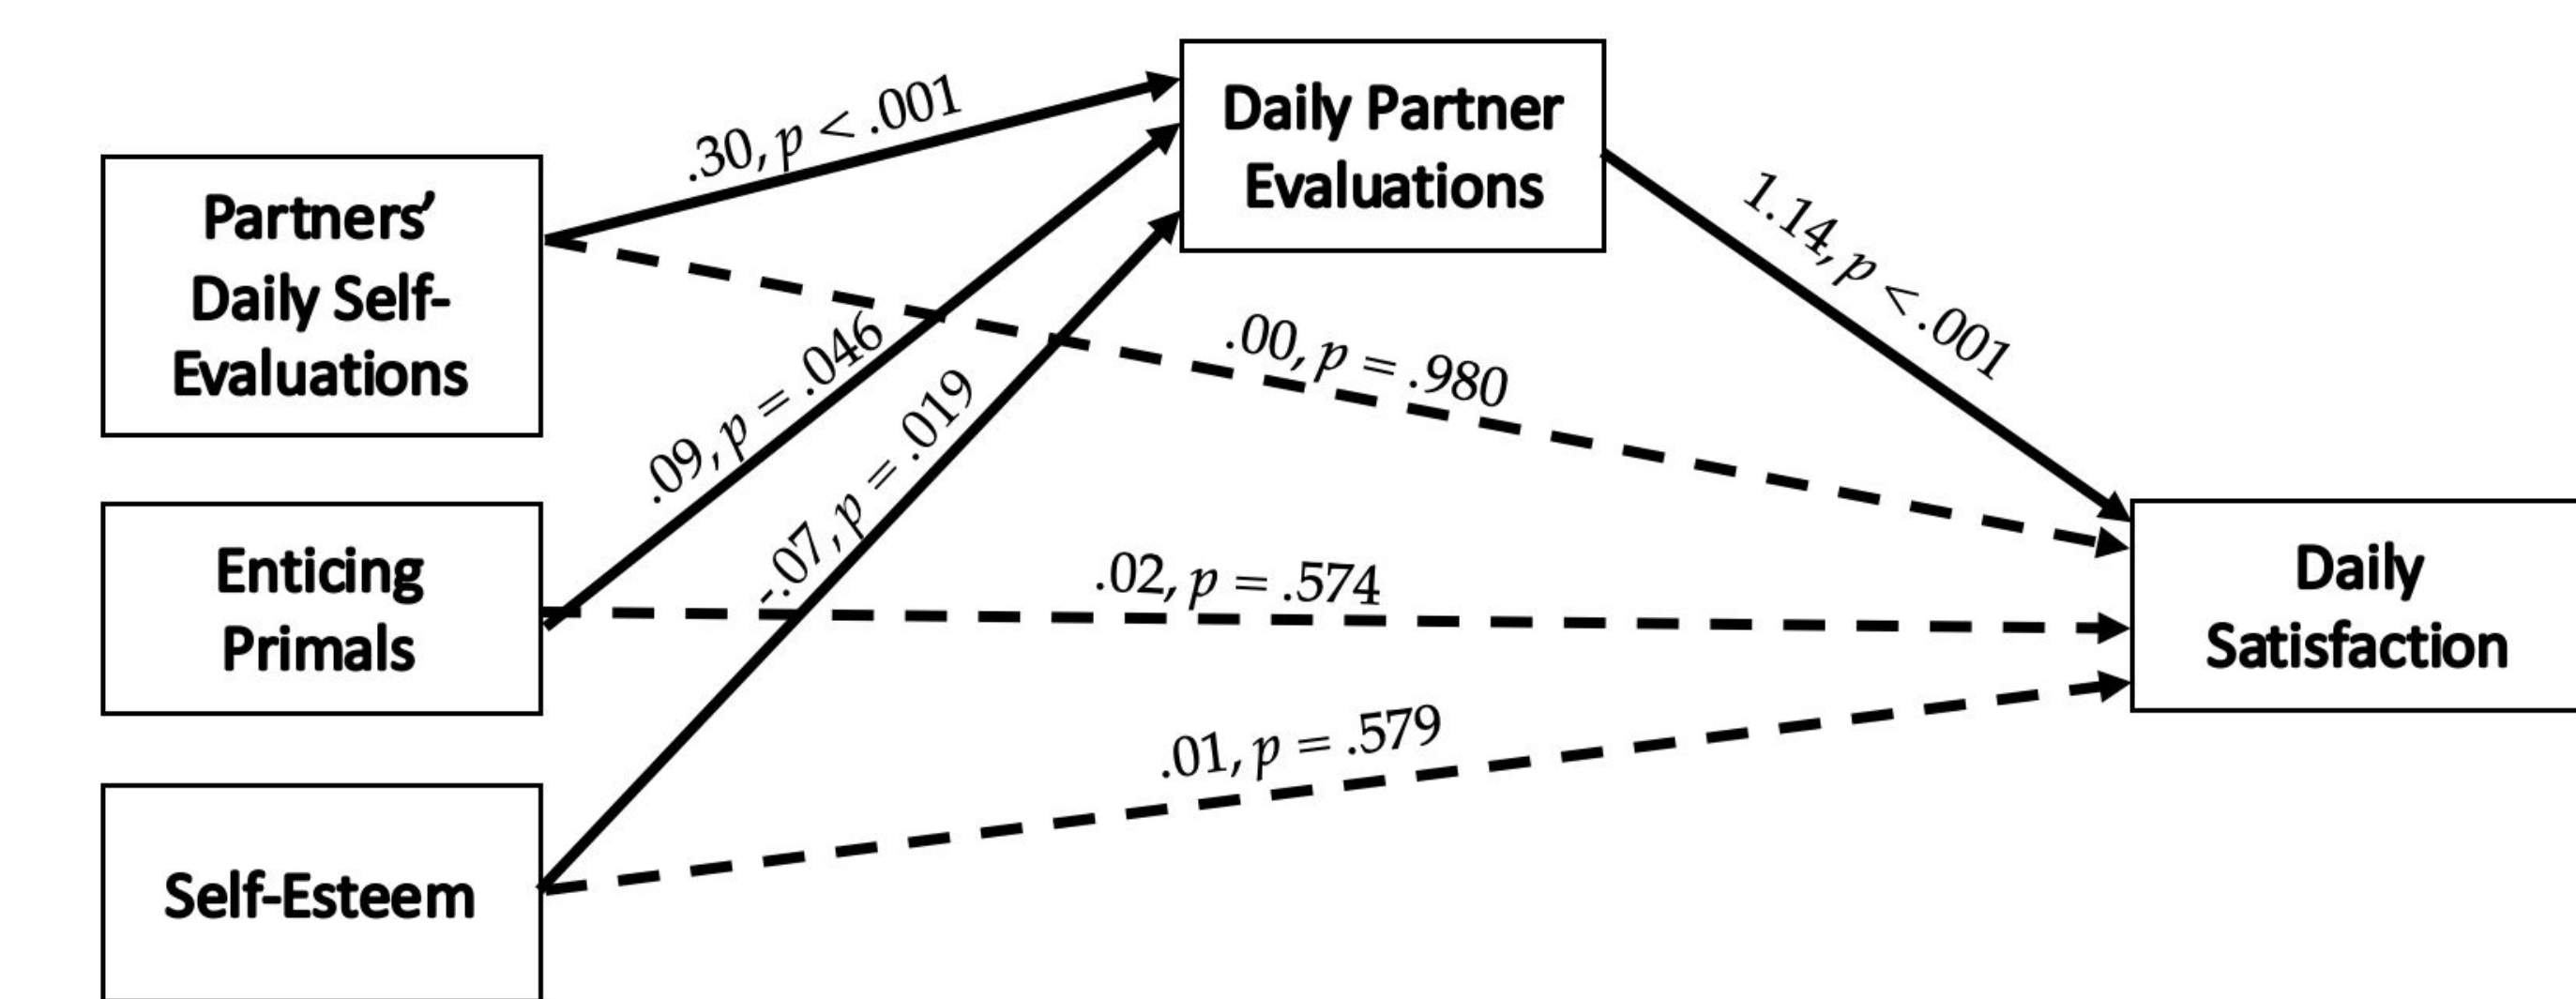 Partners’
Daily Self-
Evaluations
Enticing
Primals
Self-Esteem
.30, p < .001
.09, p = .046
-.07, p = .019
Daily Partner
Evaluations
.00, p = .980
.02, p = .574
.01, p = .579
1.14, p < .001
Daily
Satisfaction